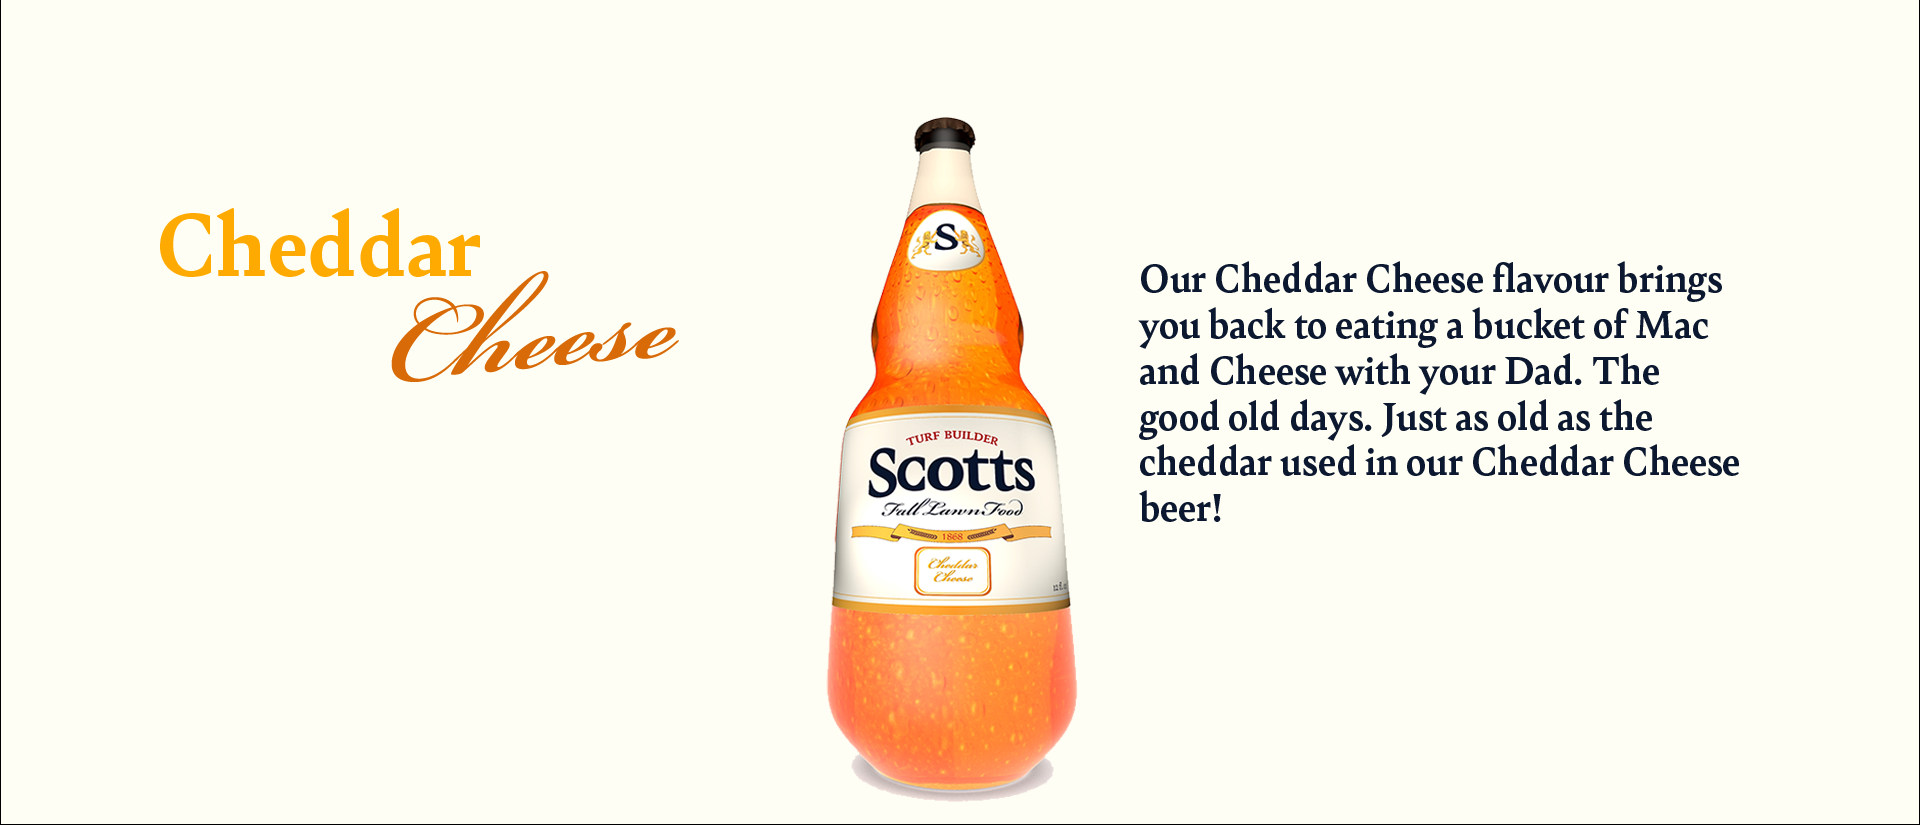 Cheddar
Cheese
S
TURF BUILDER
Scotts
Fall Lawn Food
1868
Cheddar
Cheese
12 fl.
Our Cheddar Cheese flavour brings
you back to eating a bucket of Mac
and Cheese with your Dad. The
good old days. Just as old as the
cheddar used in our Cheddar Cheese
beer!